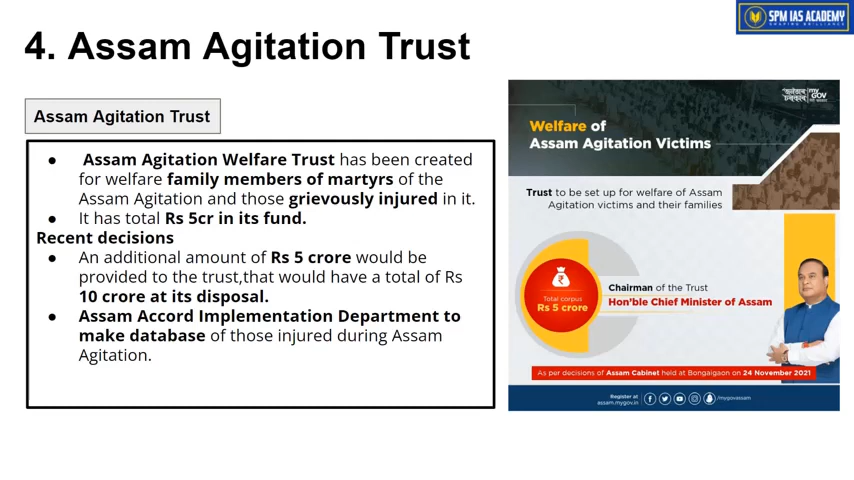 SPM IAS ACADEMY
SHAPING BRILLIANCE
4. Assam Agitation Trust
Assam Agitation Trust
● Assam Agitation Welfare Trust has been created
for welfare family members of martyrs of the
Assam Agitation and those grievously injured in it.
● It has total Rs 5cr in its fund.
Recent decisions
● An additional amount of Rs 5 crore would be
provided to the trust,that would have a total of Rs
10 crore at its disposal.
● Assam Accord Implementation Department to
make database of those injured during Assam
Agitation.
my
GOV
Welfare of
Assam Agitation Victims
Trust to be set up for welfare of Assam
Agitation victims and their families
₹
Total corpus
Rs 5 crore
Chairman of the Trust
Hon'ble Chief Minister of Assam
As per decisions of Assam Cabinet held at Bongaigaon on 24 November 2021
Register at
assam.mygov.in
/mygovassam